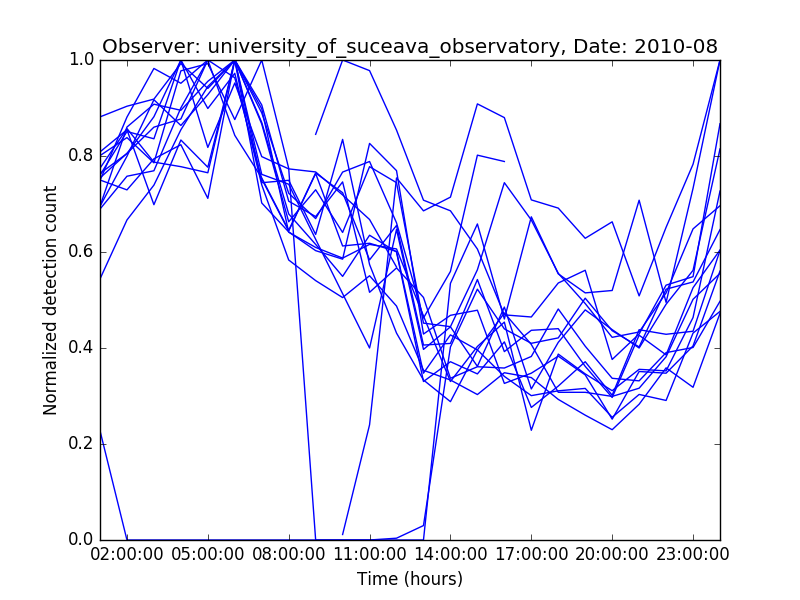 Observer: university_of_suceava_observatory, Date: 2010-08
Normalized detection count
1.0
0.8
0.6
0.4
0.2
0.0
02:00:00 05:00:00 08:00:00 11:00:00 14:00:00 17:00:00 20:00:00 23:00:00
Time (hours)